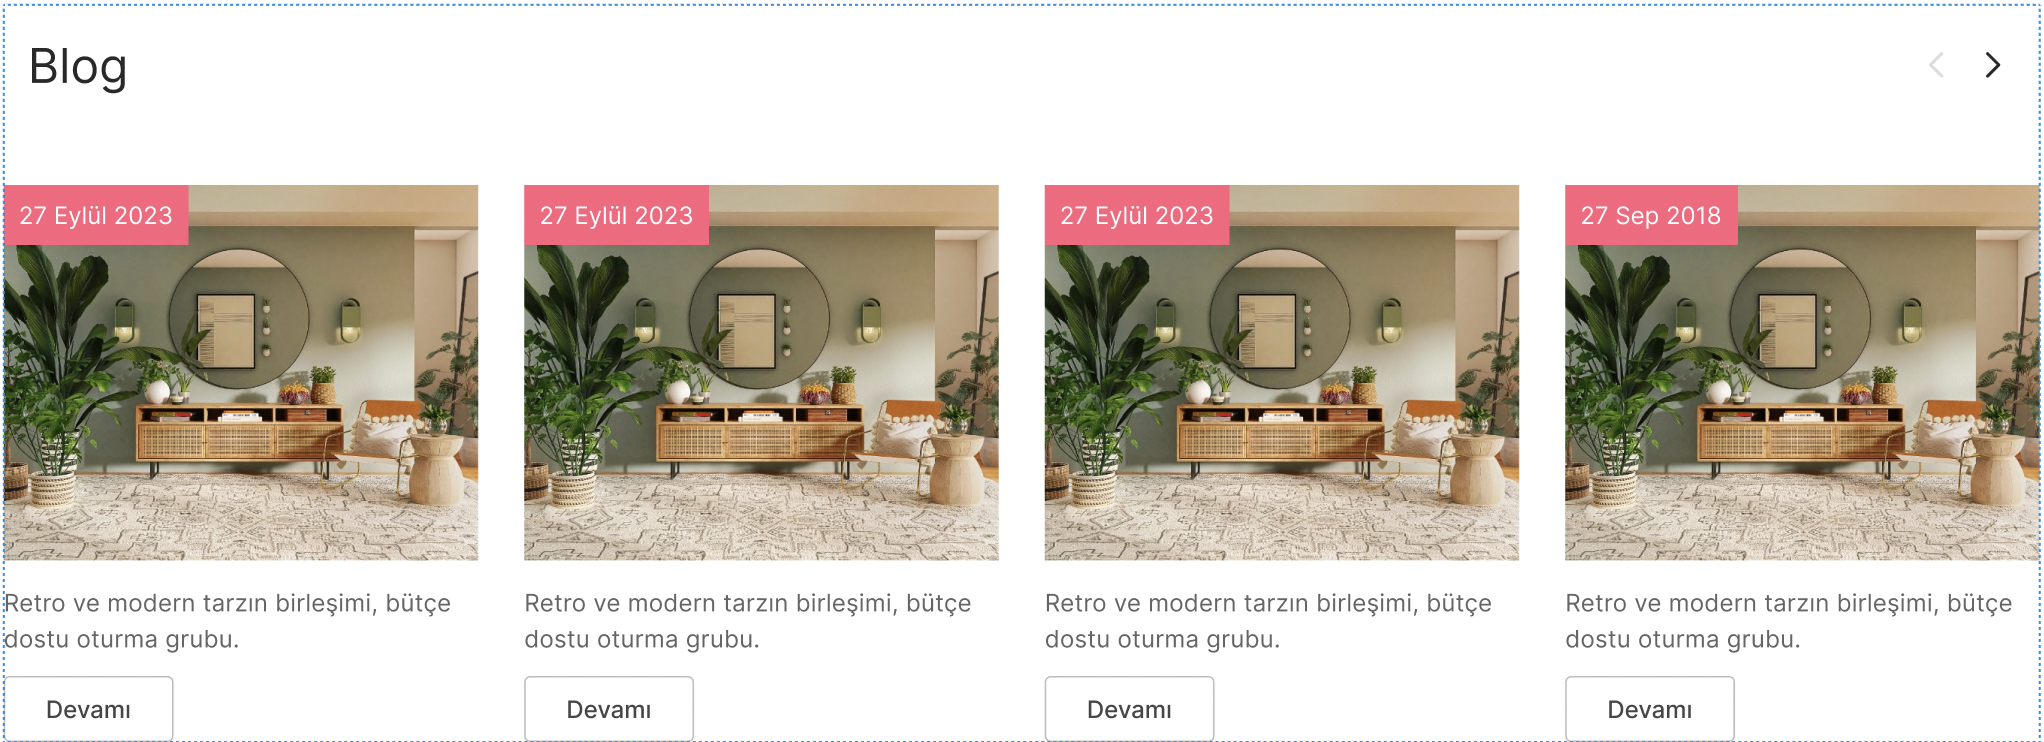 Blog
27 Eylül 2023
27 Eylül 2023
27 Eylül 2023
27 Sep 2018
Retro ve modern tarzın birleşimi, bütçe
dostu oturma grubu.
Retro ve modern tarzın birleşimi, bütçe
dostu oturma grubu.
Retro ve modern tarzın birleşimi, bütçe
dostu oturma grubu.
Retro ve modern tarzın birleşimi, bütçe
dostu oturma grubu.
Devamı
Devamı
Devamı
Devamı